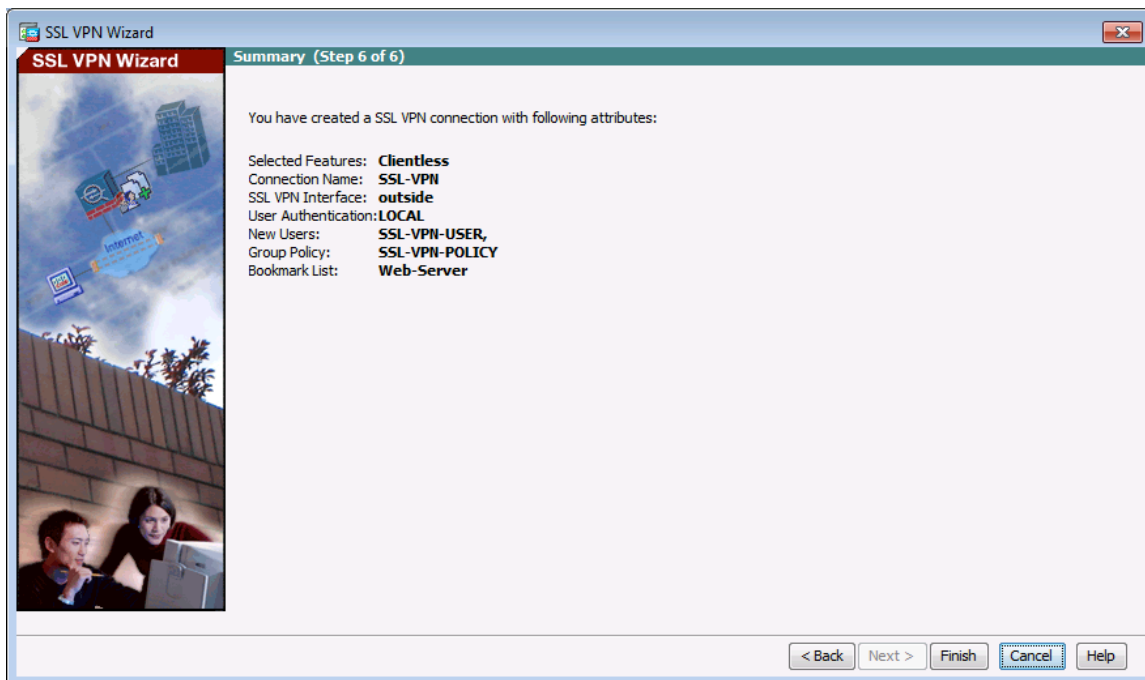 SSL VPN Wizard
SSL VPN Wizard
Summary (Step 6 of 6)
Internet
You have created a SSL VPN connection with following attributes:
Selected Features: Clientless
Connection Name: SSL-VPN
SSL VPN Interface: outside
User Authentication:LOCAL
New Users: SSL-VPN-USER,
Group Policy: SSL-VPN-POLICY
Bookmark List: Web-Server
< Back Next > Finish Cancel Help